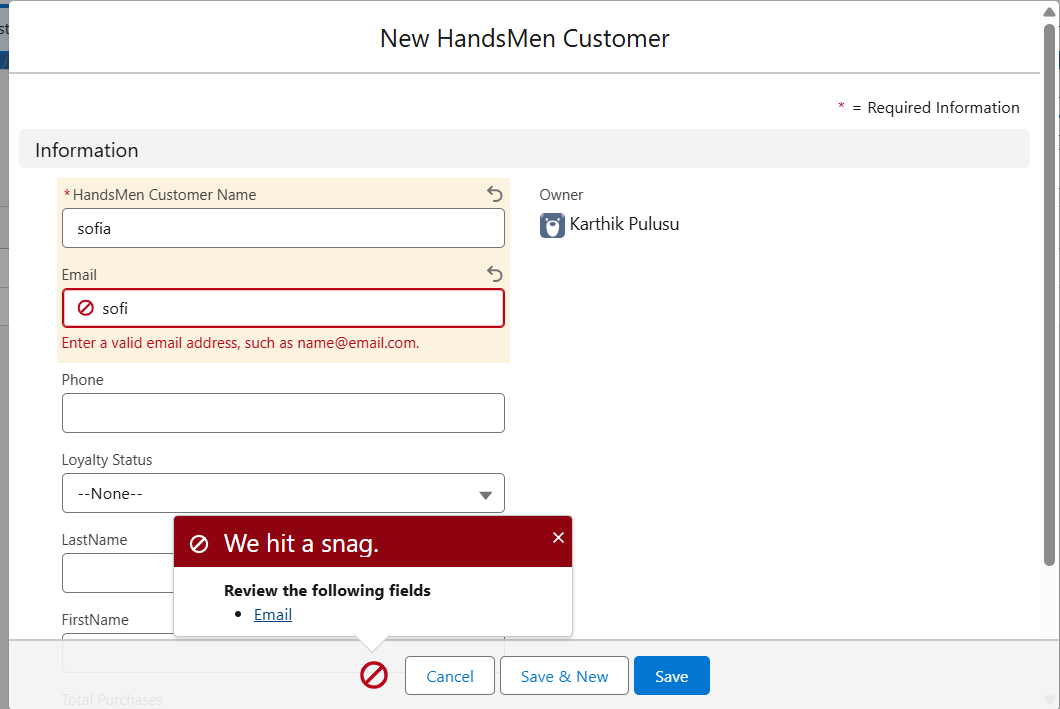 st
New HandsMen Customer
* = Required Information
Information
*HandsMen Customer Name
sofia
Owner
Karthik Pulusu
Email
sofi
Enter a valid email address, such as name@email.com.
Phone
Loyalty Status
--None--
LastName
We hit a snag.
Review the following fields
• Email
FirstName
Cancel
Save & New
Save
Total Purchases